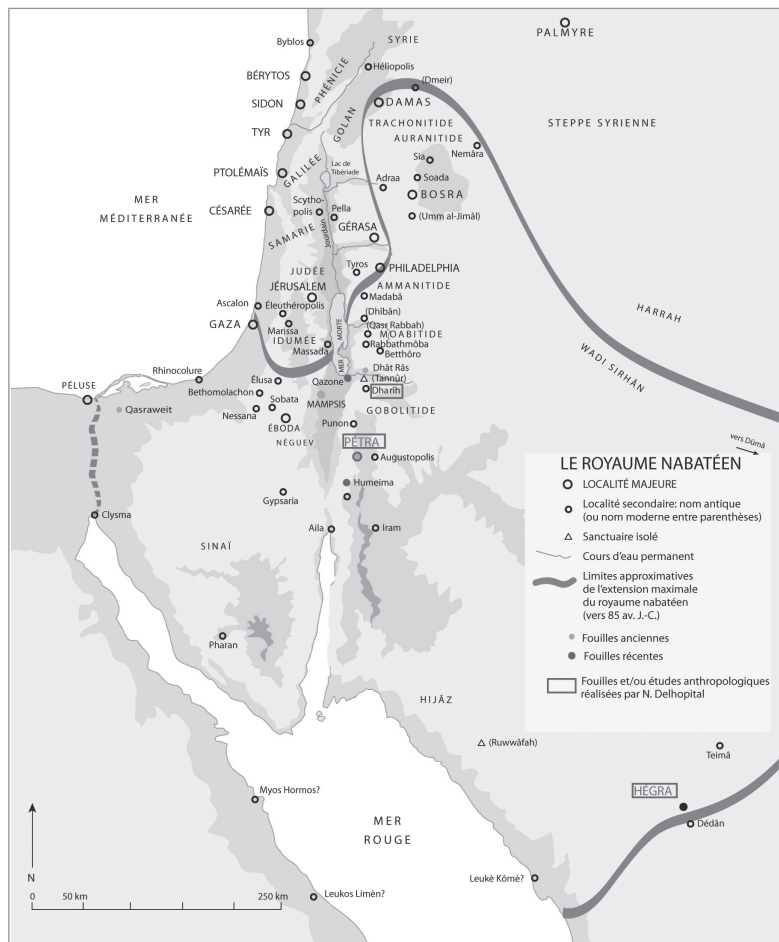 PALMYRE
Byblos
SYRIE
Héliopolis
BÉRYTOS
PHÉNICIE
(Dmeir)
SIDON
DAMAS
GOLAN
TRACHONITIDE
STEPPE SYRIENNE
TYR
AURANITIDE
Nemâra
Sia
GALILÉE
Lac de
Tibériade
PTOLÉMAÏS
Soada
Adraa
MER
MÉDITERRANÉE
BOSRA
CÉSARÉE
Scytho-
polis
Pella
(Umm al-Jimâl)
Jourdain
SAMARIE
GÉRASA
Tyros
PHILADELPHIA
JUDÉE
JÉRUSALEM
AMMANITIDE
Madabâ
Ascalon
Éleuthéropolis
(Dhîbân)
HARRAH
GAZA
Marissa
MER MORTE
(Qasr Rabbah)
MOABITIDE
IDUMÉE
Rabbathmôba
WADI SIRHÂN
Massada
Betthôro
Rhinocolure
Dhât Râs
Élusa
Qazone
(Tannûr)
PÉLUSE
Bethomolachon
MAMPSIS
Dharih
Qasraweit
Sobata
GOBOLITIDE
Nessana
ÉBODA
Punon
vers Dûmâ
NÉGUEV
PÉTRA
Augustopolis
Humeima
Gypsaria
Clysma
Aila
Iram
SINAÏ
Pharan
HIJÂZ
(Ruwwâfah)
Teimâ
HÉGRA
Myos Hormos?
Dédân
MER
ROUGE
Leukè Kômè?
Leukos Limèn?
N
0 50 km 250 km
LE ROYAUME NABATÉEN
LOCALITÉ MAJEURE
Localité secondaire: nom antique
(ou nom moderne entre parenthèses)
Sanctuaire isolé
Cours d'eau permanent
Limites approximatives
de l'extension maximale
du royaume nabatéen
(vers 85 av. J.-C.)
Fouilles anciennes
Fouilles récentes
Fouilles et/ou études anthropologiques
réalisées par N. Delhopital